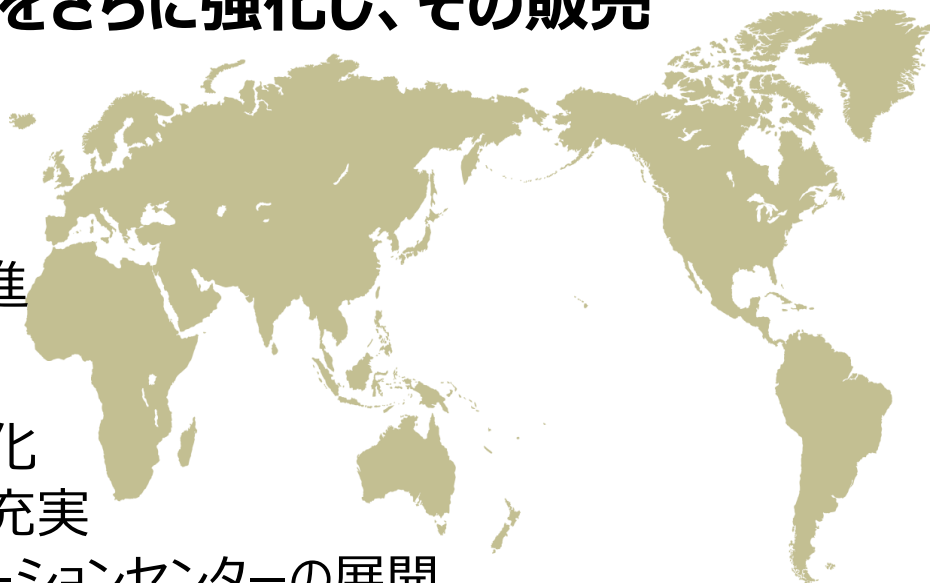 をさらに強化し、その販売
進
化
充実
ーションセンターの展開